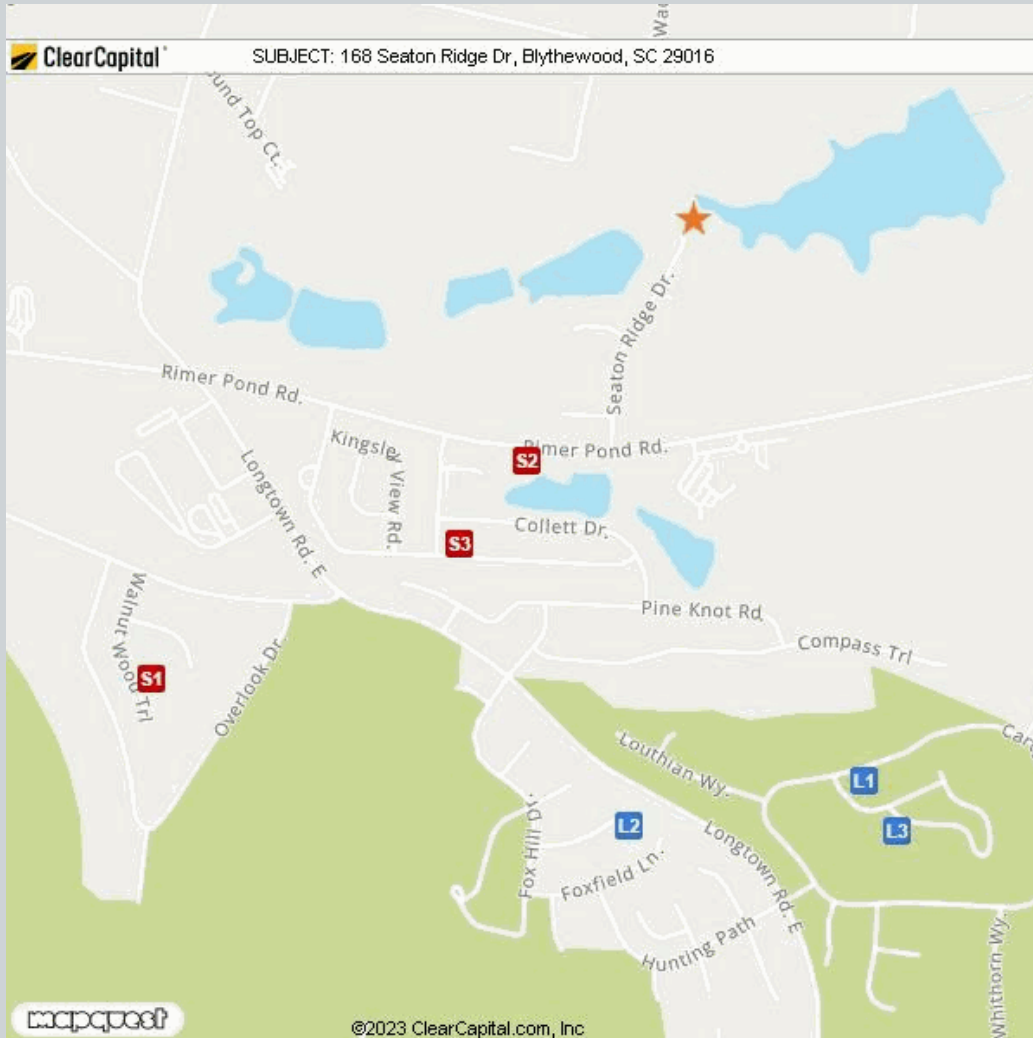 Wad
ClearCapital
SUBJECT: 168 Seaton Ridge Dr, Blythewood, SC 29016
ound Top Ct.
Seaton Ridge Dr.
Rimer Pond Rd.
Kingsley View Rd.
Rimer Pond Rd.
S2
Longtown Rd. E
Collett Dr.
S3
Walnut Wood Trl
Pine Knot Rd.
Compass Trl
S1
Overlook Dr.
Louthian Wy.
L1
L2
L3
Fox Hill Dr.
Longtown Rd. E
Foxfield Ln.
Hunting Path
Whithorn Wy.
mapquest
©2023 ClearCapital.com, Inc